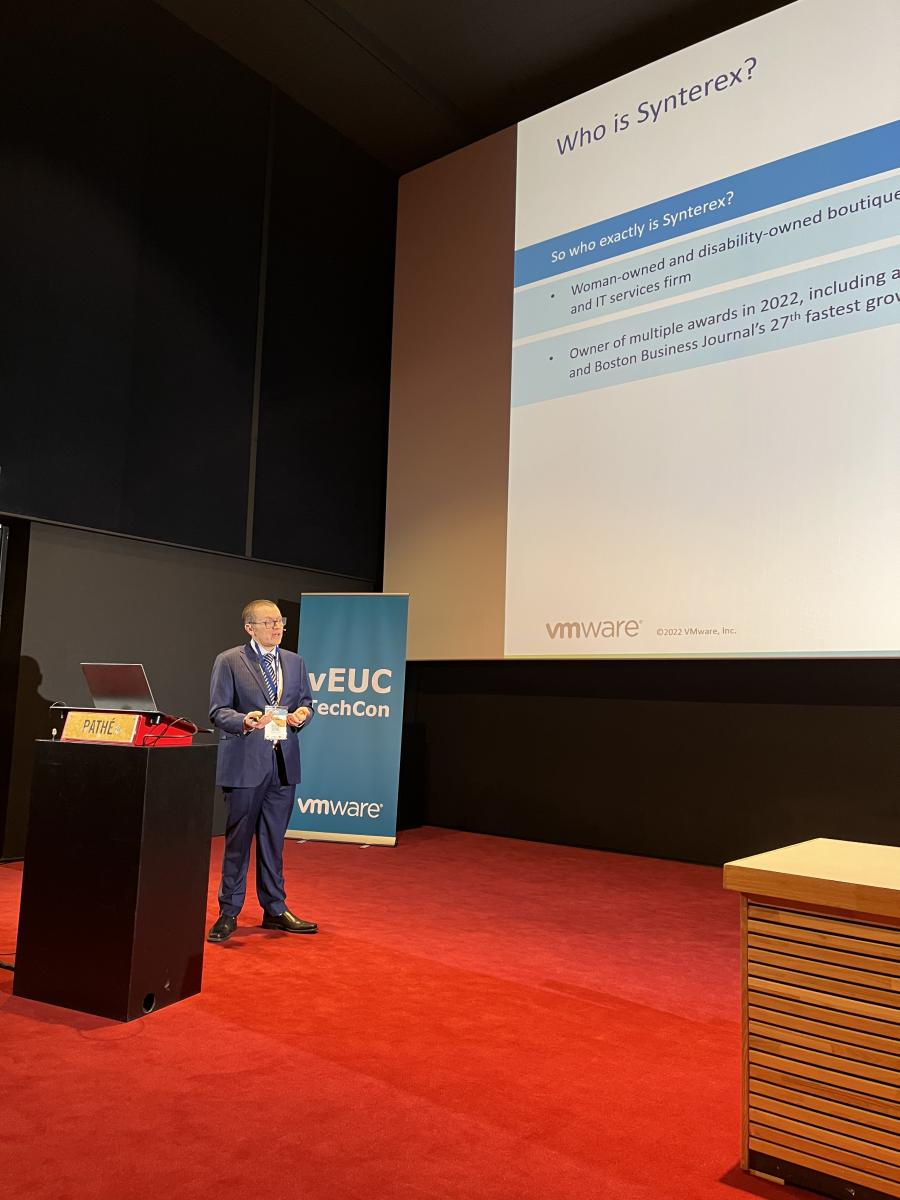 Who is Synterex?
So who exactly is Synterex?
• Woman-owned and disability-owned boutique
and IT services firm
• Owner of multiple awards in 2022, including a
and Boston Business Journal's 27th fastest grow
vmware® ©2022 VMware, Inc.
vEUC
TechCon
vmware®
PATHÉ